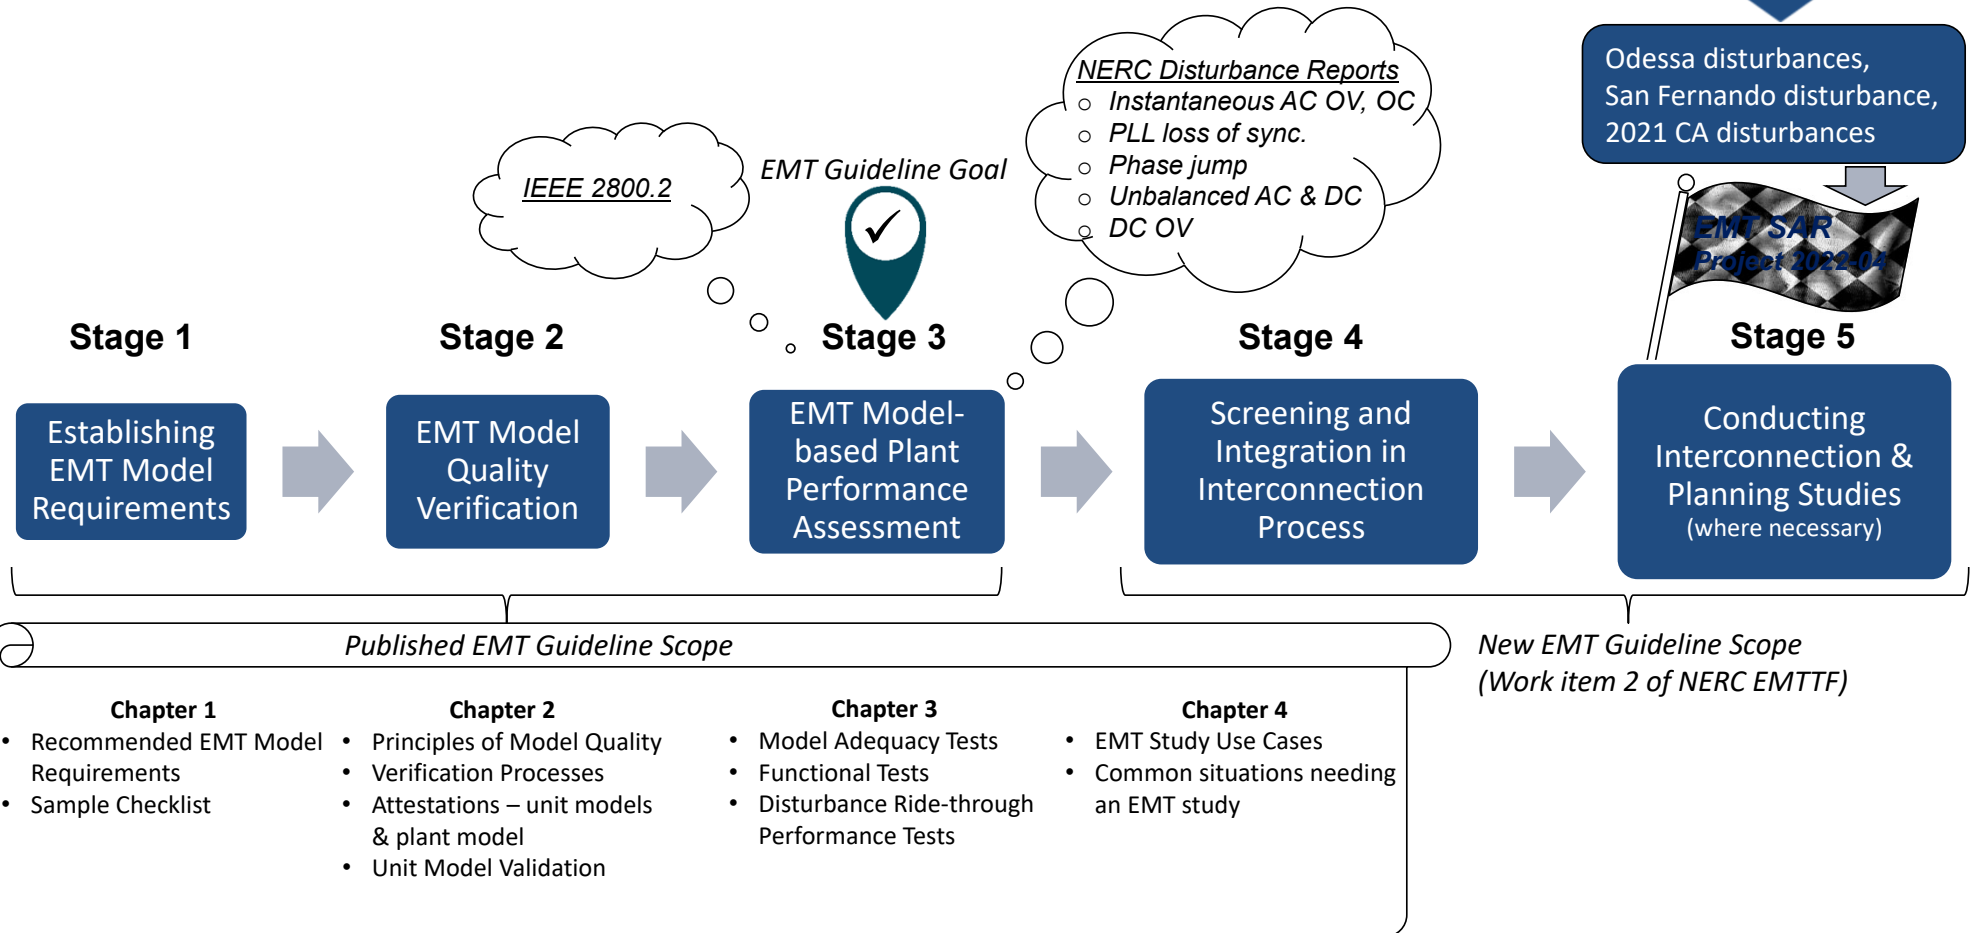 Odessa disturbances,
San Fernando disturbance,
2021 CA disturbances
NERC Disturbance Reports
o Instantaneous AC OV, OC
o PLL loss of sync.
o Phase jump
o Unbalanced AC & DC
o DC OV
IEEE 2800.2
EMT Guideline Goal
✓
EMT SAR
Project 2022-04
Stage 1
Stage 2
Stage 3
Stage 4
Stage 5
Establishing
EMT Model
Requirements
EMT Model
Quality
Verification
EMT Model-
based Plant
Performance
Assessment
Screening and
Integration in
Interconnection
Process
Conducting
Interconnection &
Planning Studies
(where necessary)
Published EMT Guideline Scope
New EMT Guideline Scope
(Work item 2 of NERC EMTTF)
Chapter 1
• Recommended EMT Model
Requirements
• Sample Checklist
Chapter 2
• Principles of Model Quality
• Verification Processes
• Attestations – unit models
& plant model
• Unit Model Validation
Chapter 3
• Model Adequacy Tests
• Functional Tests
• Disturbance Ride-through
Performance Tests
Chapter 4
• EMT Study Use Cases
• Common situations needing
an EMT study